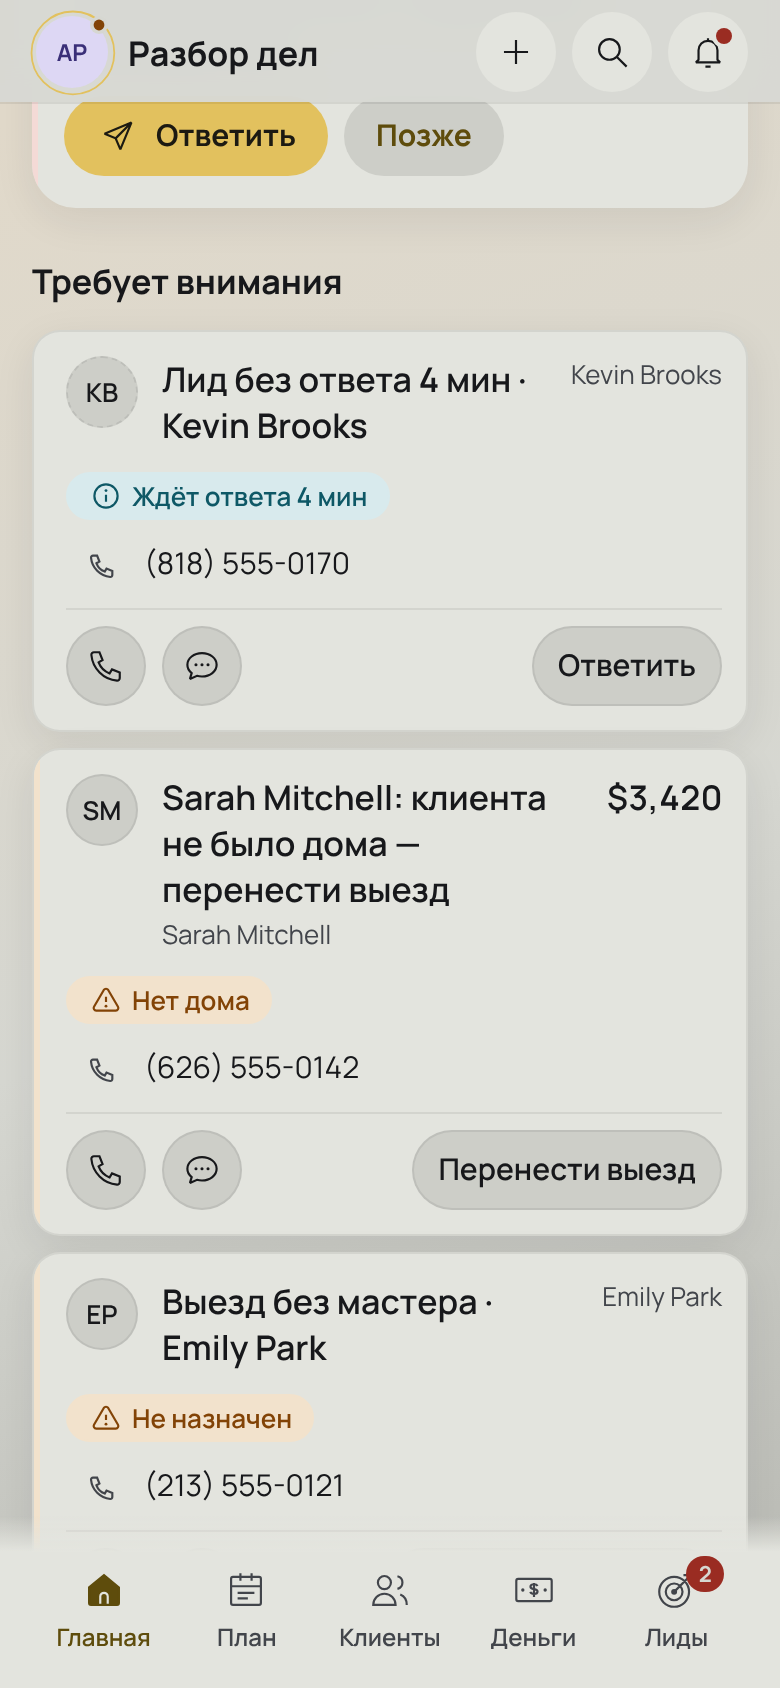 AP
Разбор дел
Ответить
Позже
Требует внимания
KB
Лид без ответа 4 мин ·
Kevin Brooks
Kevin Brooks
Ждёт ответа 4 мин
(818) 555-0170
Ответить
SM
Sarah Mitchell: клиента
не было дома —
перенести выезд
$3,420
Sarah Mitchell
Нет дома
(626) 555-0142
Перенести выезд
EP
Выезд без мастера ·
Emily Park
Emily Park
Не назначен
(213) 555-0121
2
Главная
План
Клиенты
Деньги
Лиды